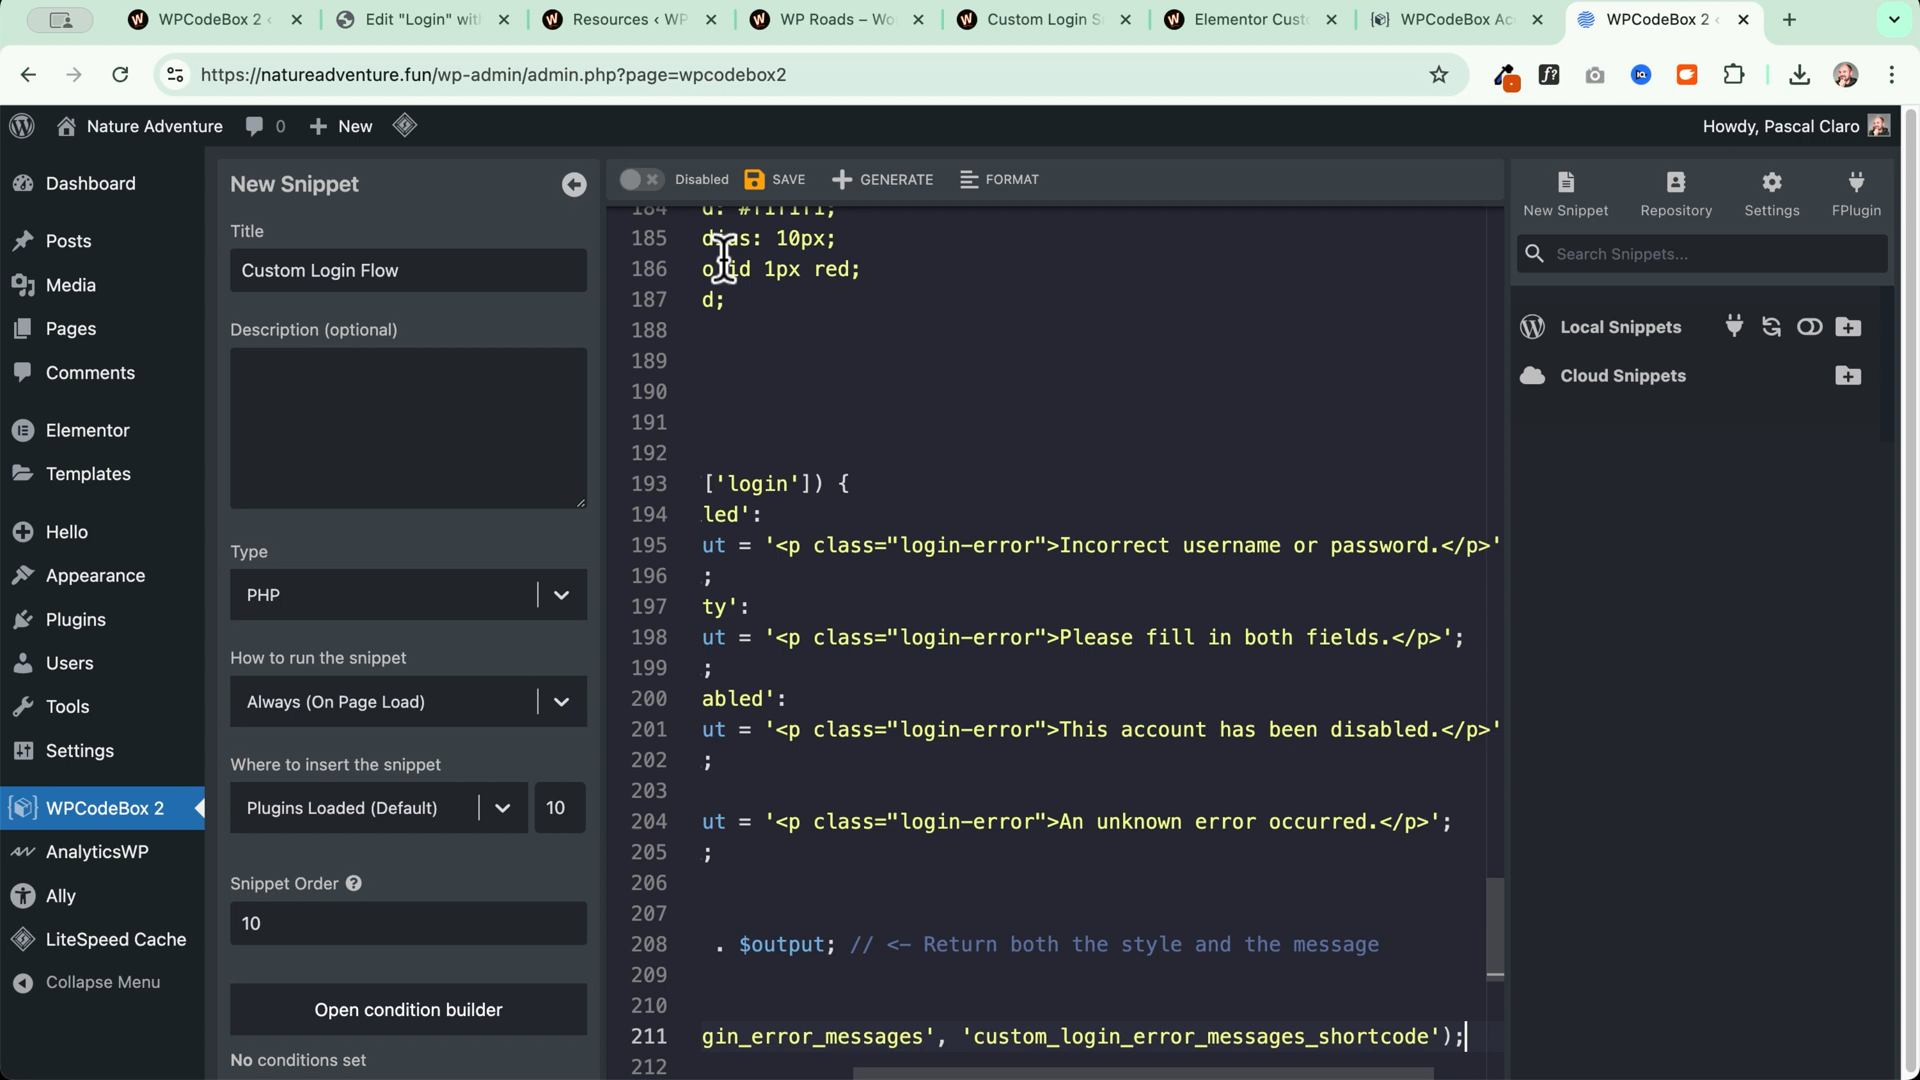 WPCodeBox 2 ‹
Edit "Login" wit
Resources ‹ WP
WP Roads – Wo
Custom Login S
Elementor Cust
WPCodeBox Ac
WPCodeBox 2 ‹
https://natureadventure.fun/wp-admin/admin.php?page=wpcodebox2
Nature Adventure
0
New
Howdy, Pascal Claro
Dashboard
Posts
Media
Pages
Comments
Elementor
Templates
Hello
Appearance
Plugins
Users
Tools
Settings
WPCodeBox 2
AnalyticsWP
Ally
LiteSpeed Cache
Collapse Menu
New Snippet
Title
Custom Login Flow
Description (optional)
Type
PHP
How to run the snippet
Always (On Page Load)
Where to insert the snippet
Plugins Loaded (Default)
10
Snippet Order
10
Open condition builder
No conditions set
Disabled
SAVE
GENERATE
FORMAT
184 d: #f1f1f1;
185 dias: 10px;
186 olid 1px red;
187 d;
188
189
190
191
192
193 ['login']) {
194 led':
195 ut = '<p class="login-error">Incorrect username or password.</p>'
196 ;
197 ty':
198 ut = '<p class="login-error">Please fill in both fields.</p>';
199 ;
200 abled':
201 ut = '<p class="login-error">This account has been disabled.</p>'
202 ;
203
204 ut = '<p class="login-error">An unknown error occurred.</p>';
205 ;
206
207
208 . $output; // <- Return both the style and the message
209
210
211 gin_error_messages', 'custom_login_error_messages_shortcode');
212
New Snippet
Repository
Settings
FPlugin
Search Snippets...
Local Snippets
Cloud Snippets